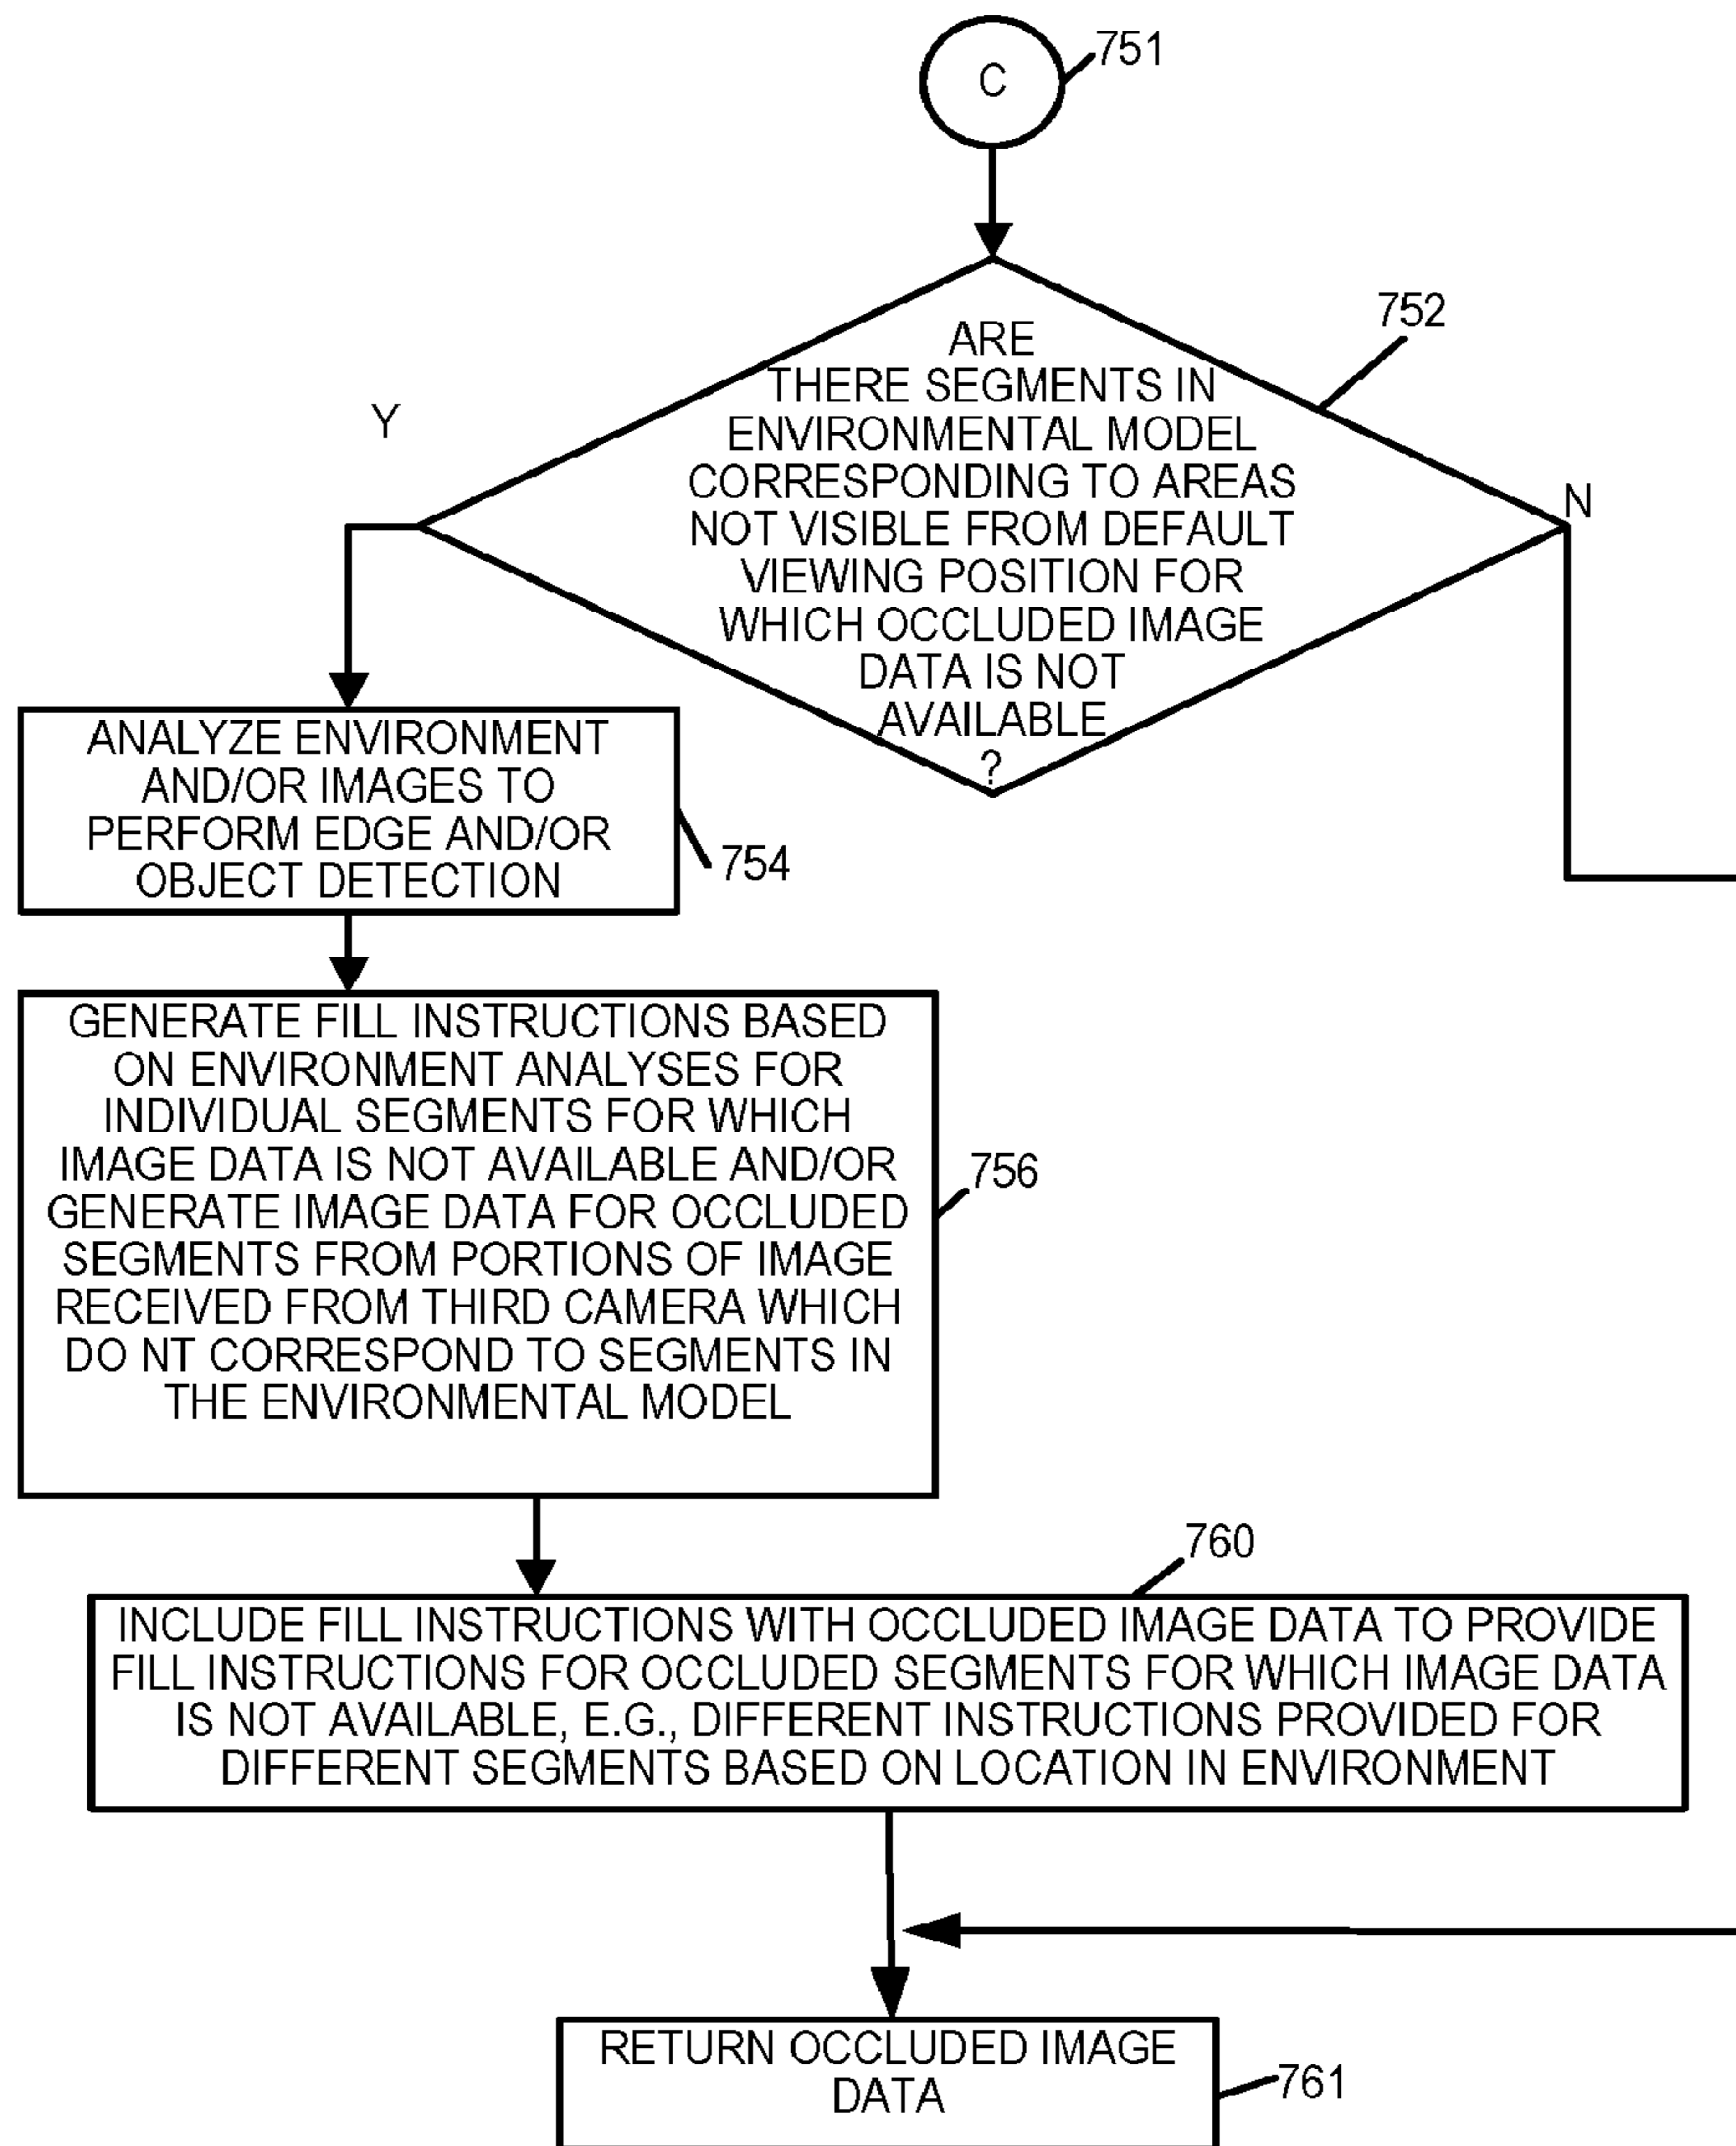 C
751
752
ARE
THERE SEGMENTS IN
ENVIRONMENTAL MODEL
CORRESPONDING TO AREAS
NOT VISIBLE FROM DEFAULT
VIEWING POSITION FOR
WHICH OCCLUDED IMAGE
DATA IS NOT
AVAILABLE
?
Y
N
ANALYZE ENVIRONMENT
AND/OR IMAGES TO
PERFORM EDGE AND/OR
OBJECT DETECTION
754
GENERATE FILL INSTRUCTIONS BASED
ON ENVIRONMENT ANALYSES FOR
INDIVIDUAL SEGMENTS FOR WHICH
IMAGE DATA IS NOT AVAILABLE AND/OR
GENERATE IMAGE DATA FOR OCCLUDED
SEGMENTS FROM PORTIONS OF IMAGE
RECEIVED FROM THIRD CAMERA WHICH
DO NT CORRESPOND TO SEGMENTS IN
THE ENVIRONMENTAL MODEL
756
760
INCLUDE FILL INSTRUCTIONS WITH OCCLUDED IMAGE DATA TO PROVIDE
FILL INSTRUCTIONS FOR OCCLUDED SEGMENTS FOR WHICH IMAGE DATA
IS NOT AVAILABLE, E.G., DIFFERENT INSTRUCTIONS PROVIDED FOR
DIFFERENT SEGMENTS BASED ON LOCATION IN ENVIRONMENT
RETURN OCCLUDED IMAGE
DATA
761